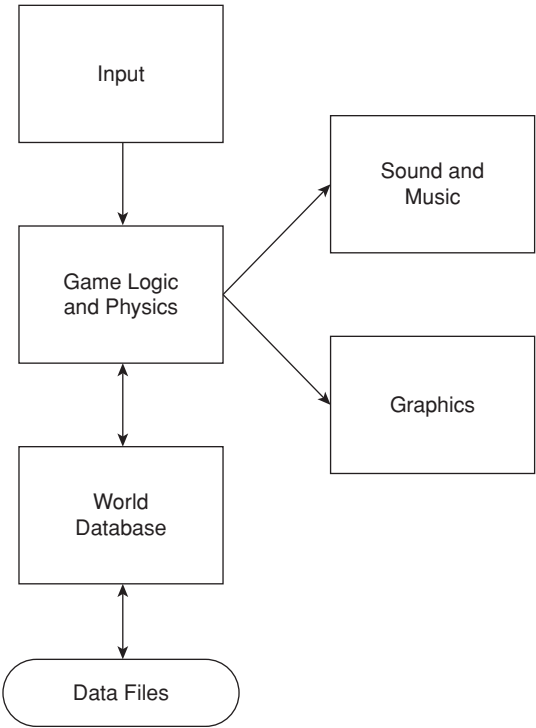 Input
Sound and
Music
Game Logic
and Physics
Graphics
World
Database
Data Files